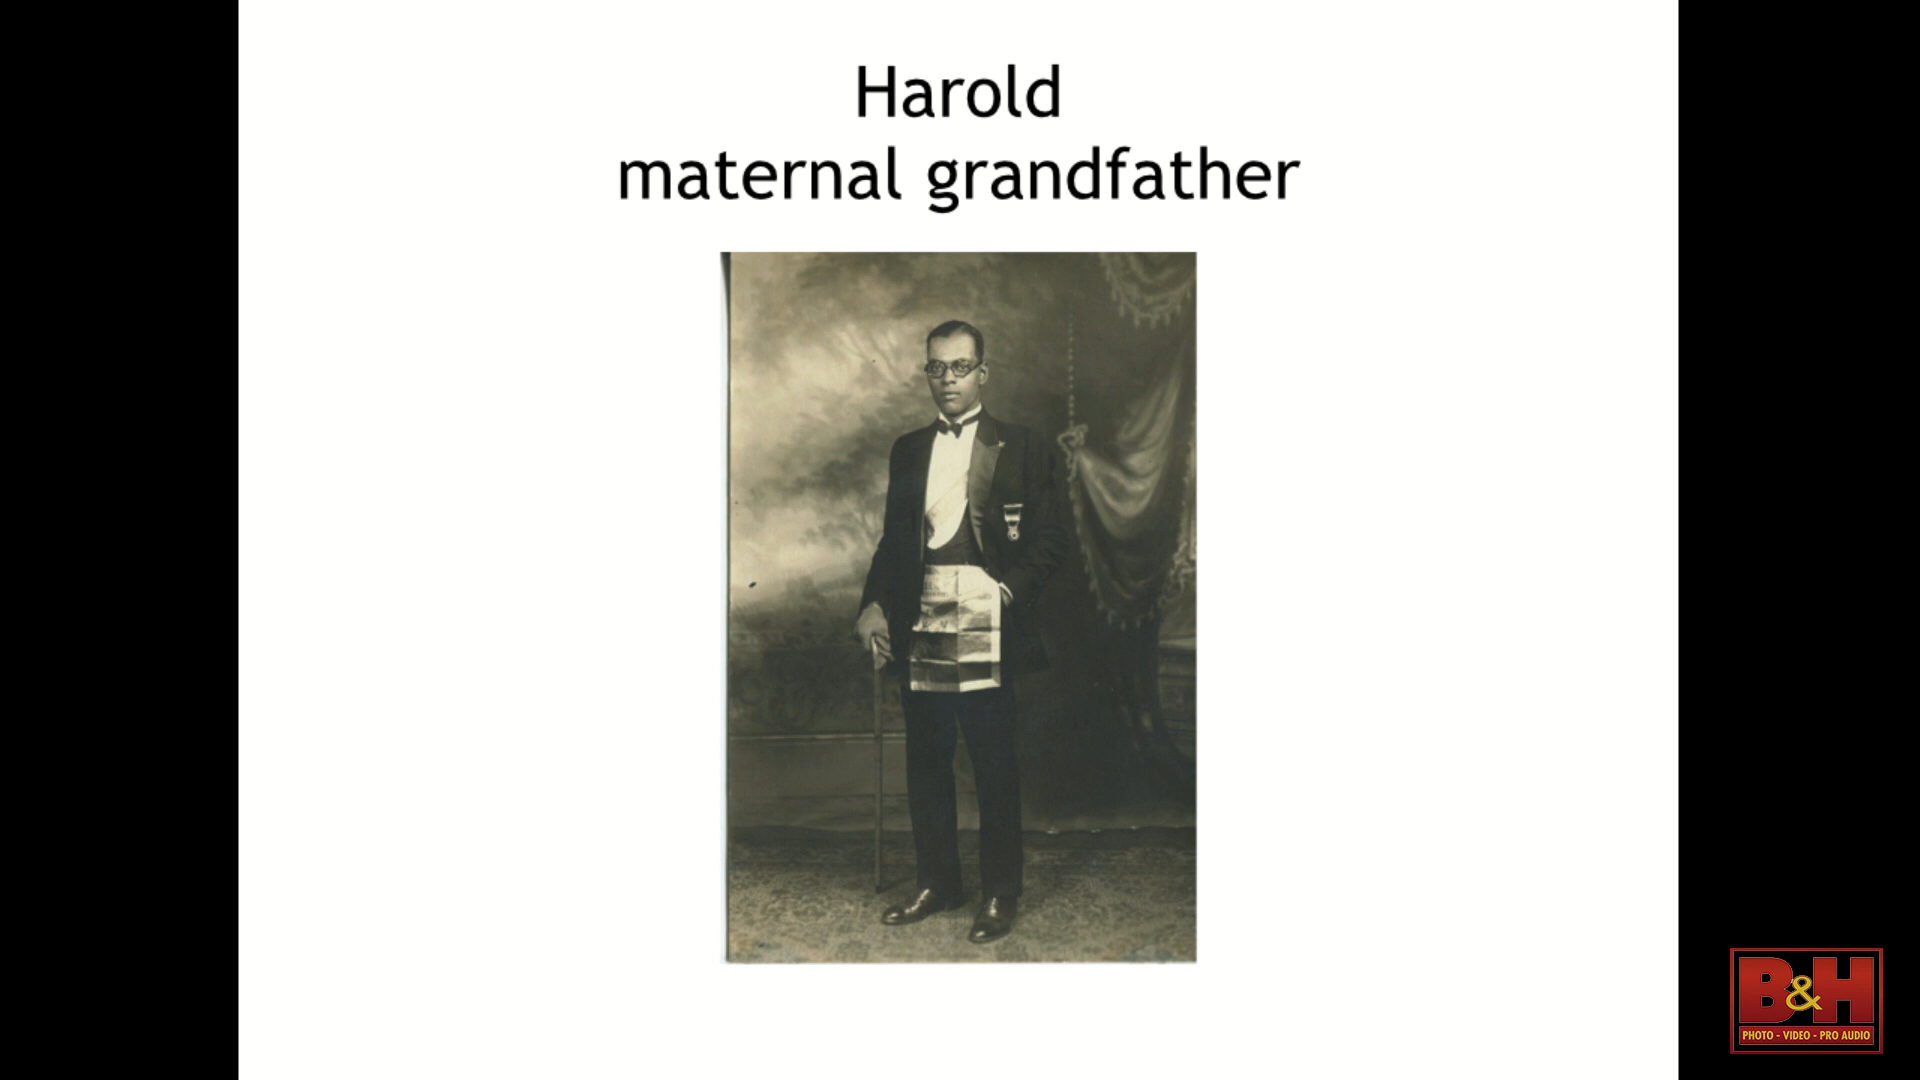 Harold
maternal grandfather
B&H
PHOTO - VIDEO - PRO AUDIO